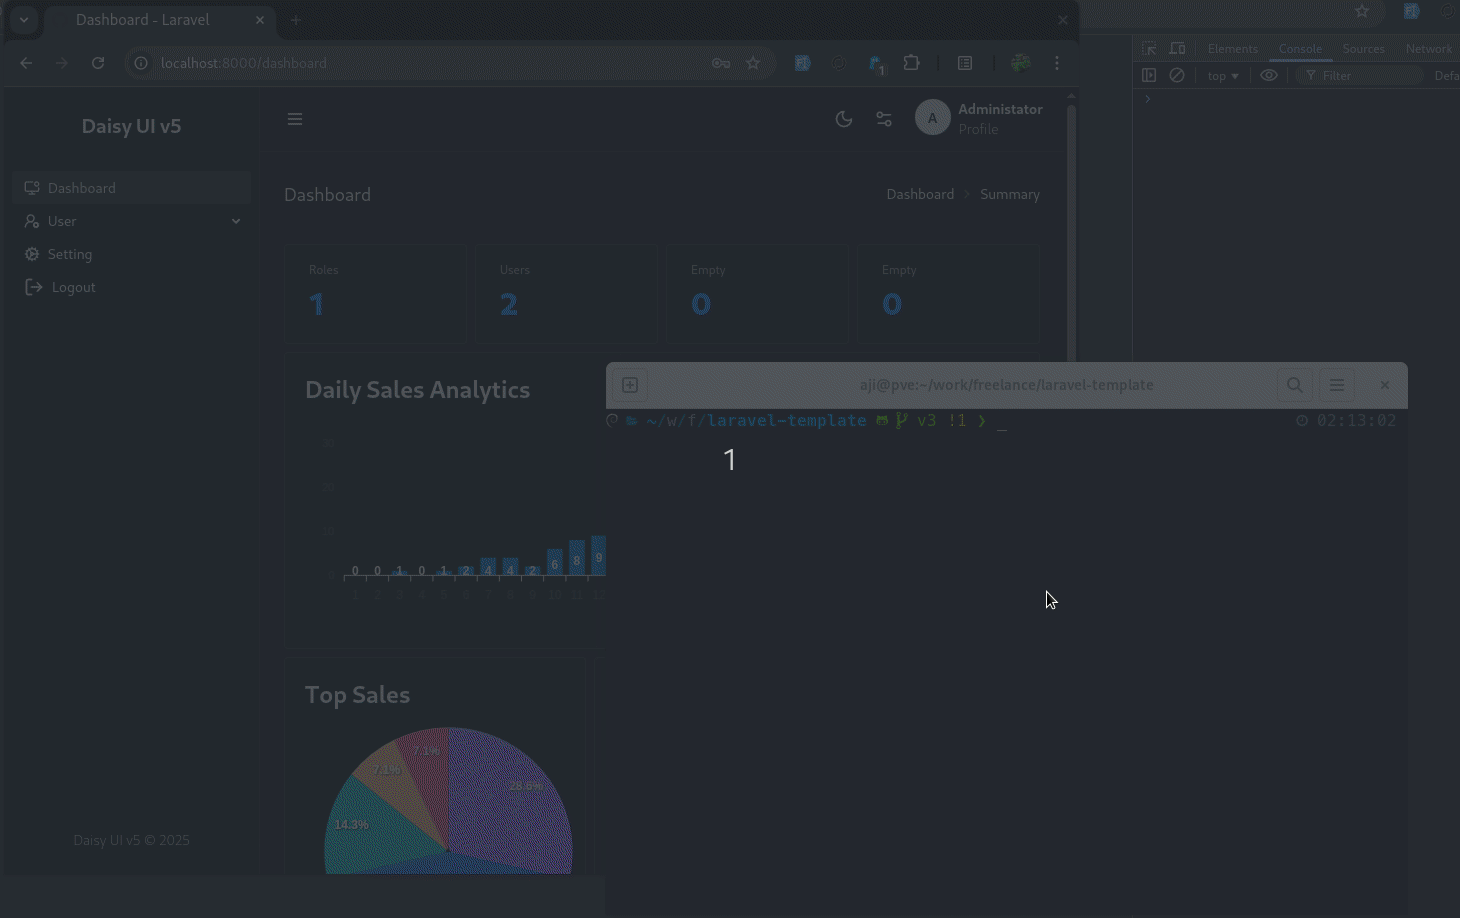 Dashboard - Laravel
localhost:8000/dashboard
1
Elements Console Sources Network
top Filter Defa
Daisy UI v5
Administator
Profile
A
Dashboard
User
Setting
Logout
Dashboard
Dashboard > Summary
Roles
1
Users
2
Empty
0
Empty
0
Daily Sales Analytics
30
20
10
0 0 1 0 1 2 4 4 2 6 8 9
1 2 3 4 5 6 7 8 9 10 11 12
Top Sales
7.1%
7.1%
28.6%
14.3%
Daisy UI v5 © 2025
aji@pve:~/work/freelance/laravel-template
~/w/f/laravel-template v3 !1 ❯ _ 02:13:02
1